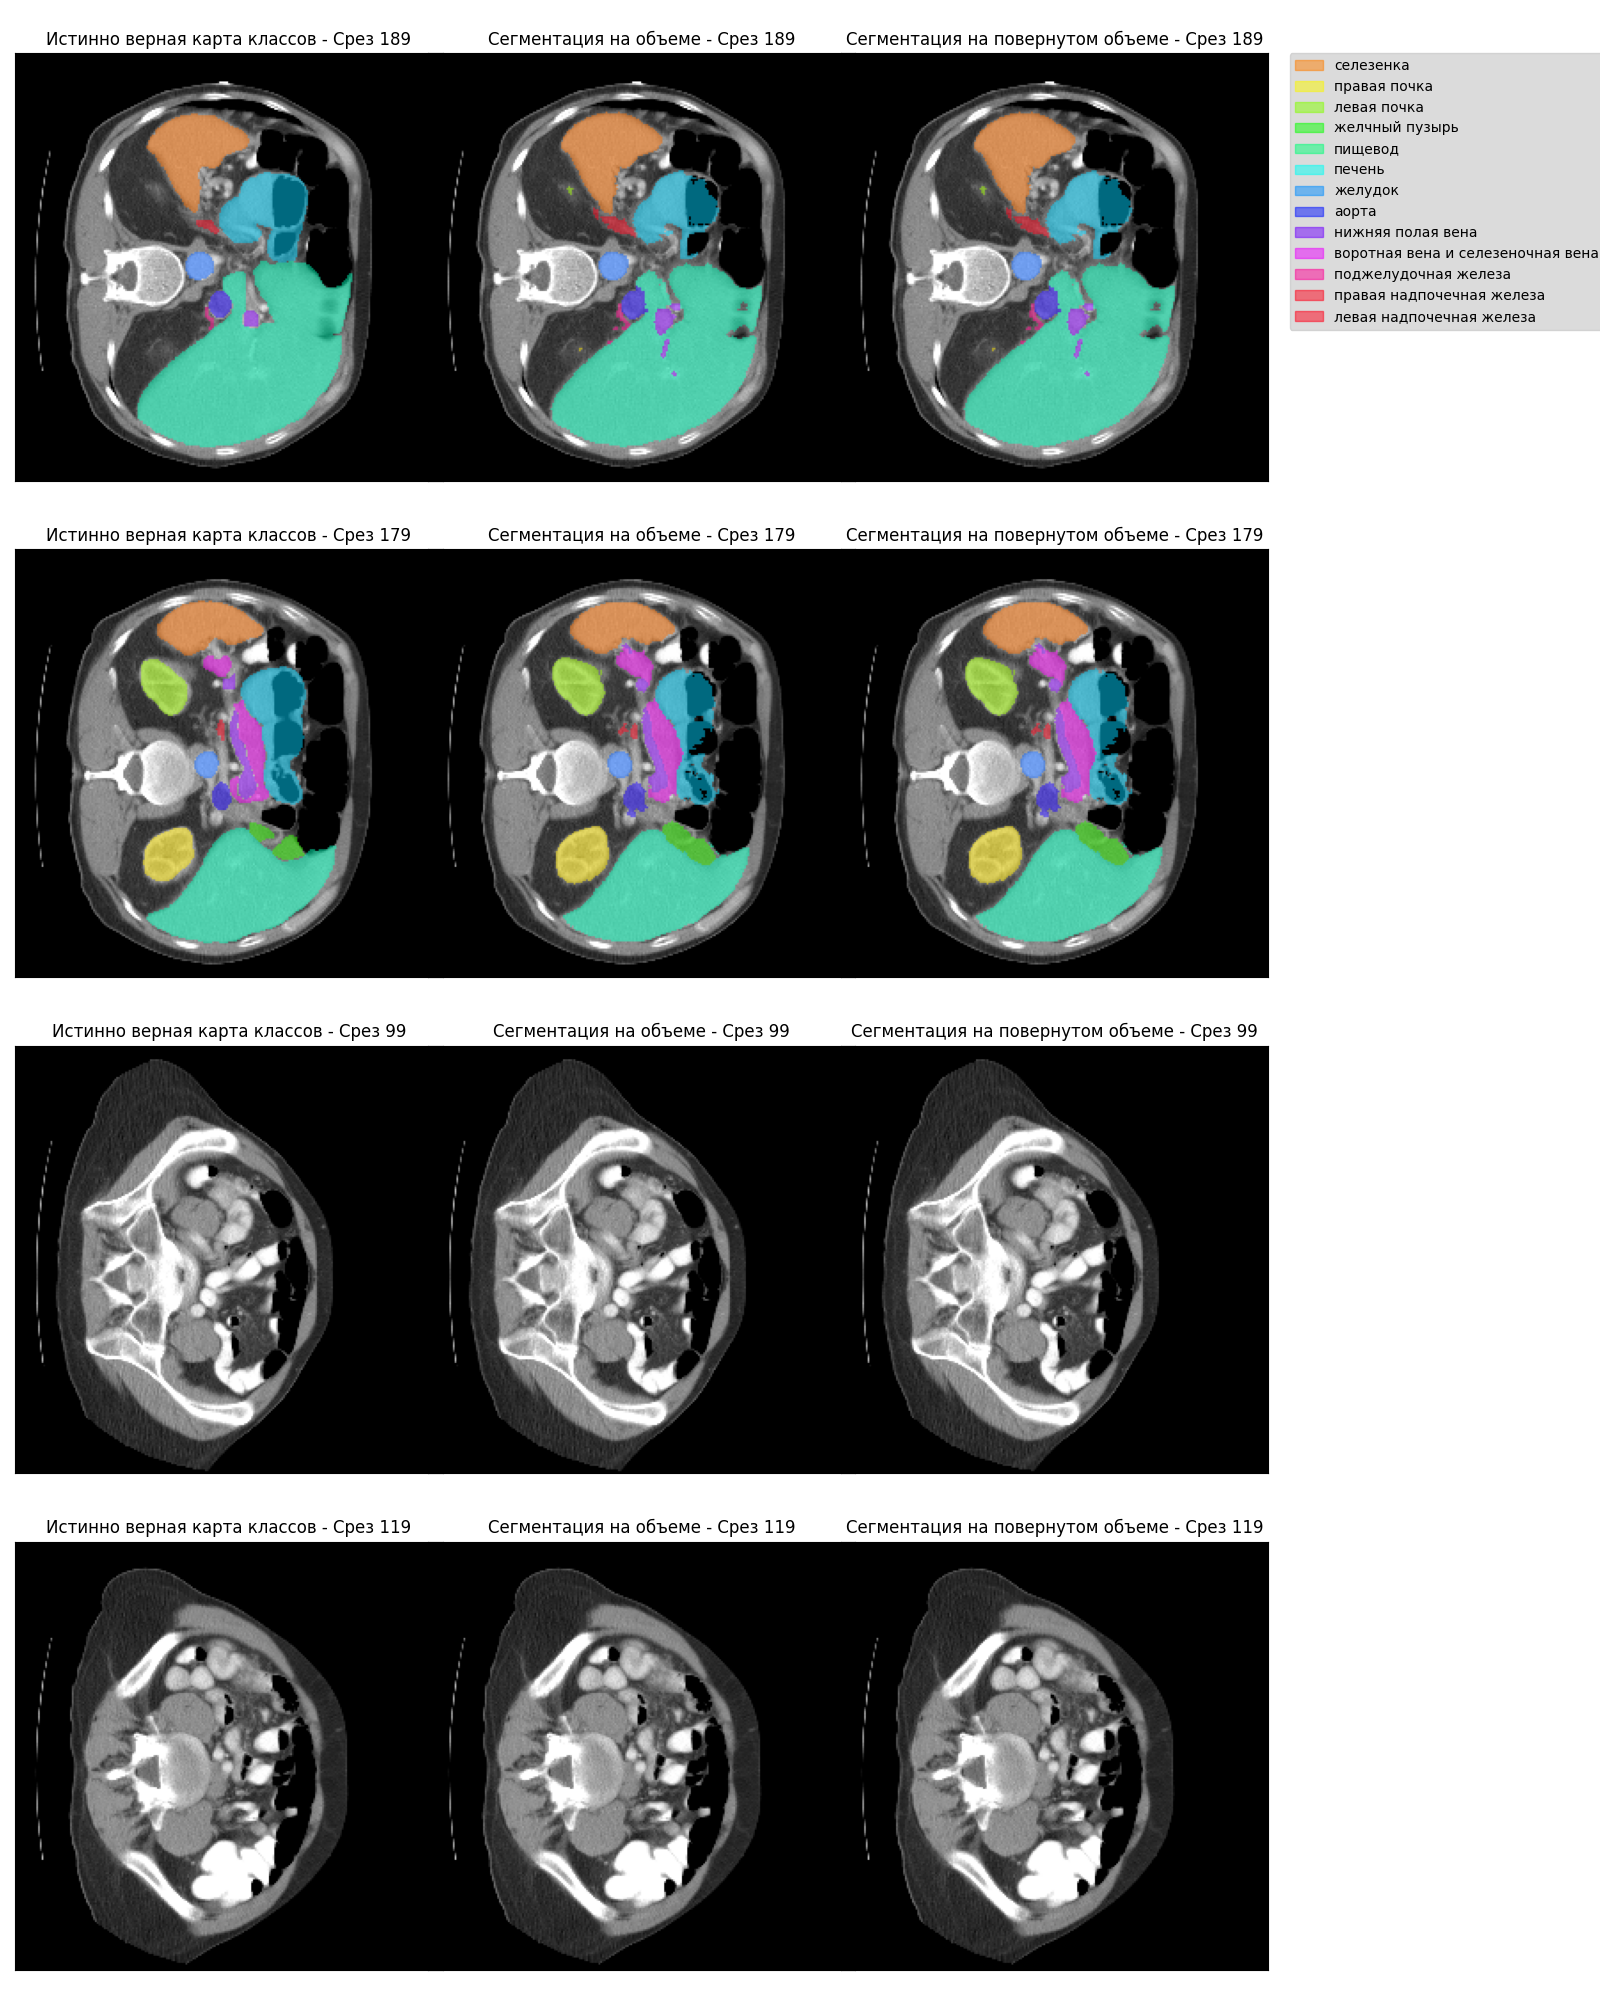 Истинно верная карта классов - Срез 189
Сегментация на объеме - Срез 189
Сегментация на повернутом объеме - Срез 189
селезенка
правая почка
левая почка
желчный пузырь
пищевод
печень
желудок
аорта
нижняя полая вена
воротная вена и селезеночная вена
поджелудочная железа
правая надпочечная железа
левая надпочечная железа
Истинно верная карта классов - Срез 179
Сегментация на объеме - Срез 179
Сегментация на повернутом объеме - Срез 179
Истинно верная карта классов - Срез 99
Сегментация на объеме - Срез 99
Сегментация на повернутом объеме - Срез 99
Истинно верная карта классов - Срез 119
Сегментация на объеме - Срез 119
Сегментация на повернутом объеме - Срез 119